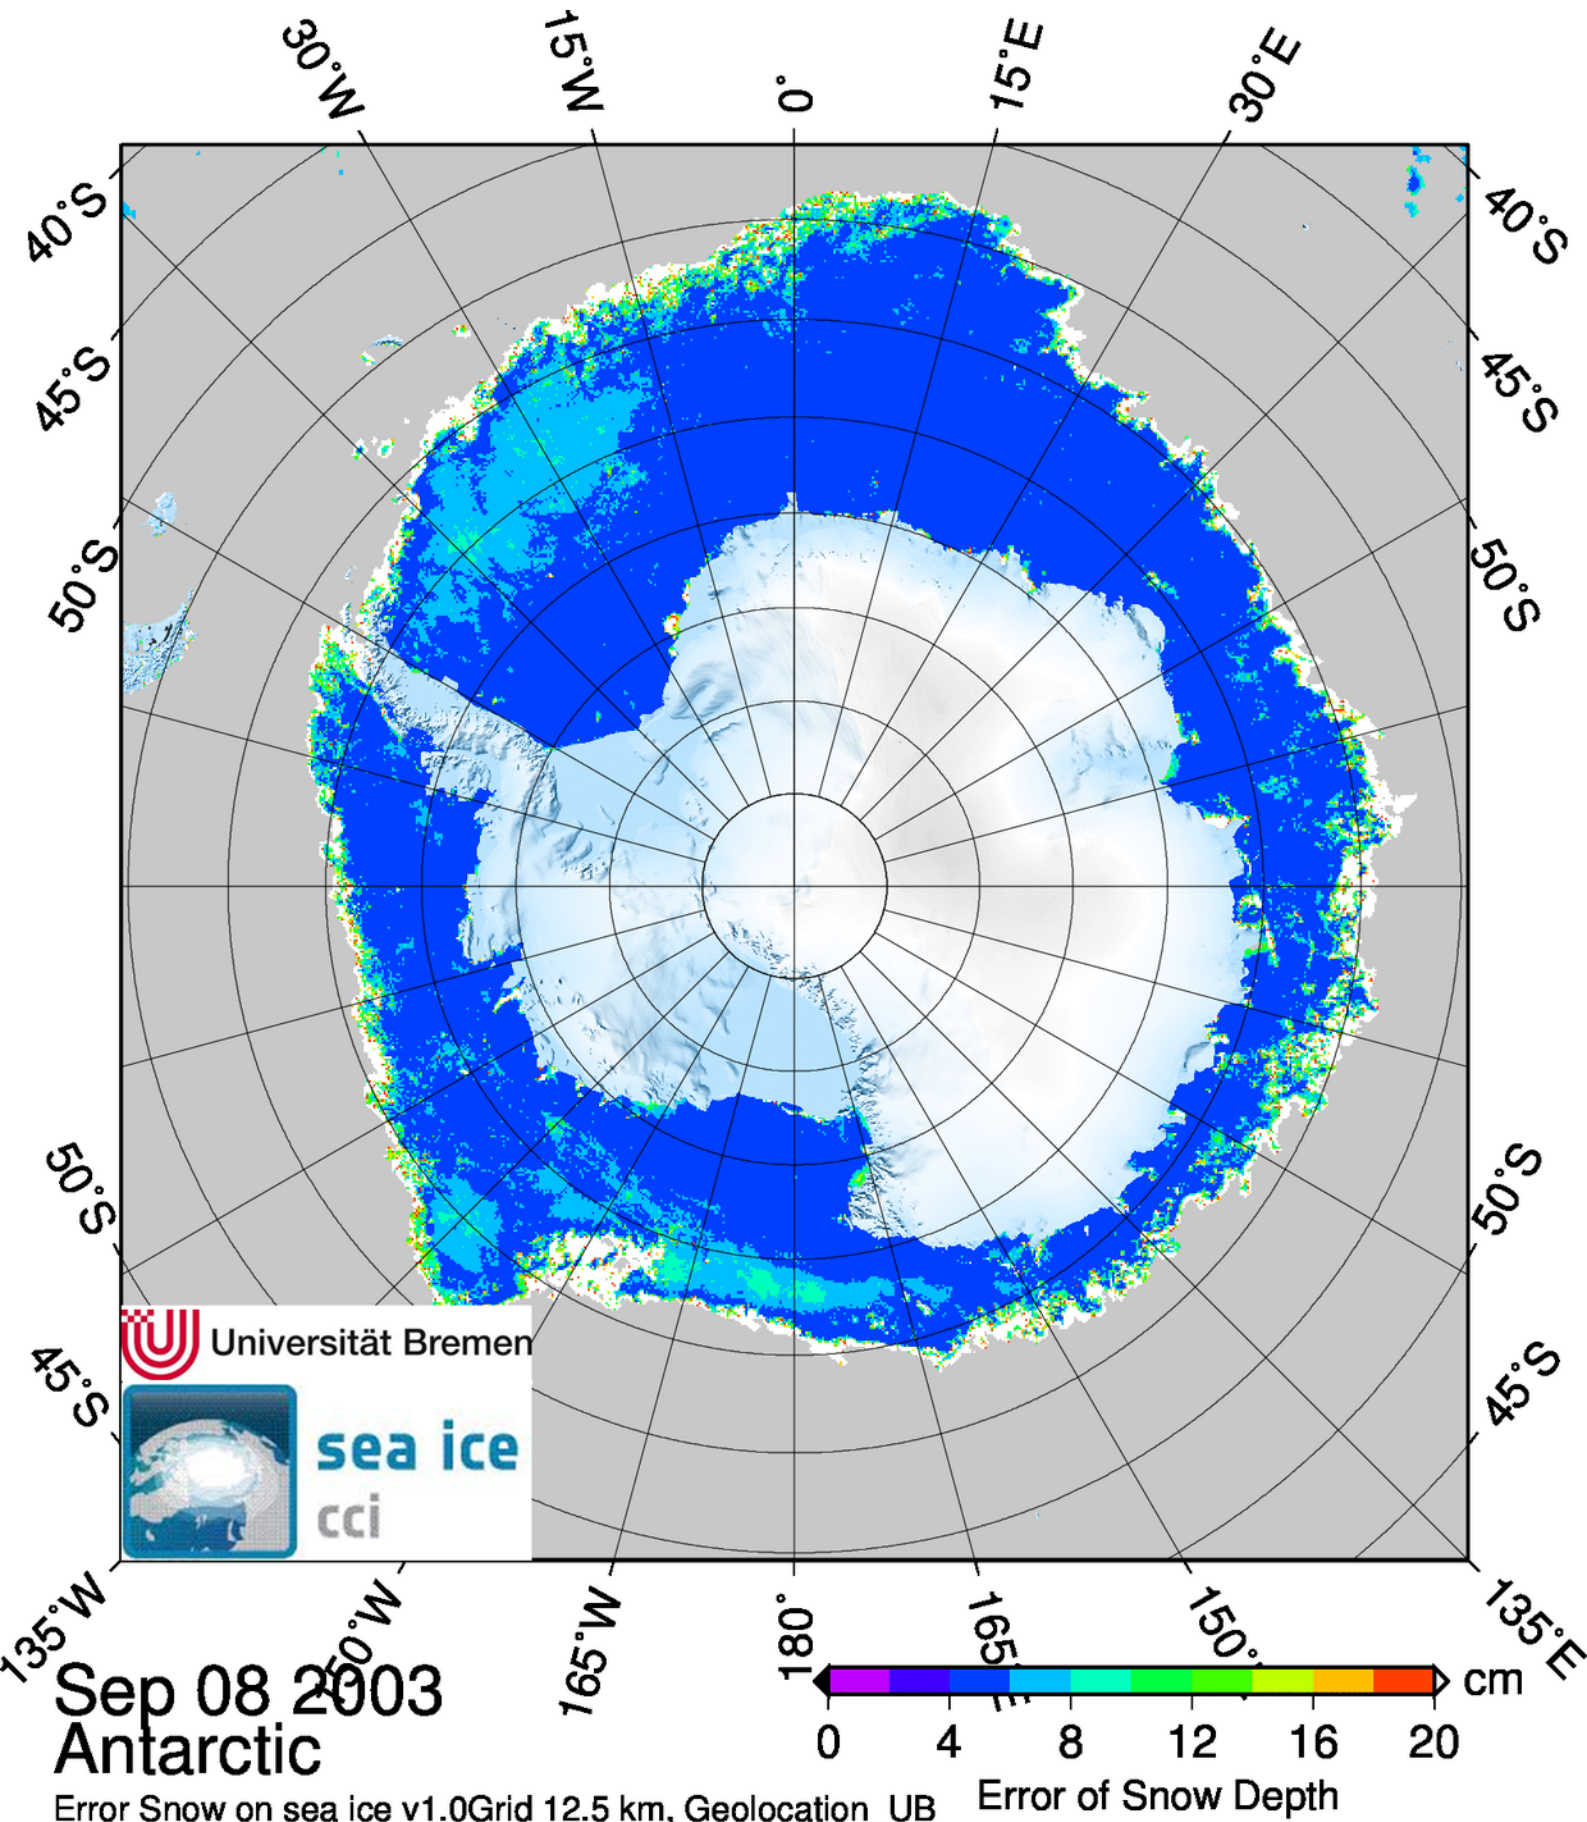 30°W 15°W 0° 15°E 30°E
40°S 40°S
45°S 45°S
50°S 50°S
50°S 50°S
45°S 45°S
Universität Bremen
sea ice
cci
135°W 165°W 180° 135°E
Sep 08 2003
Antarctic
Error Snow on sea ice v1.0Grid 12.5 km, Geolocation UB
cm
0 4 8 12 16 20
Error of Snow Depth